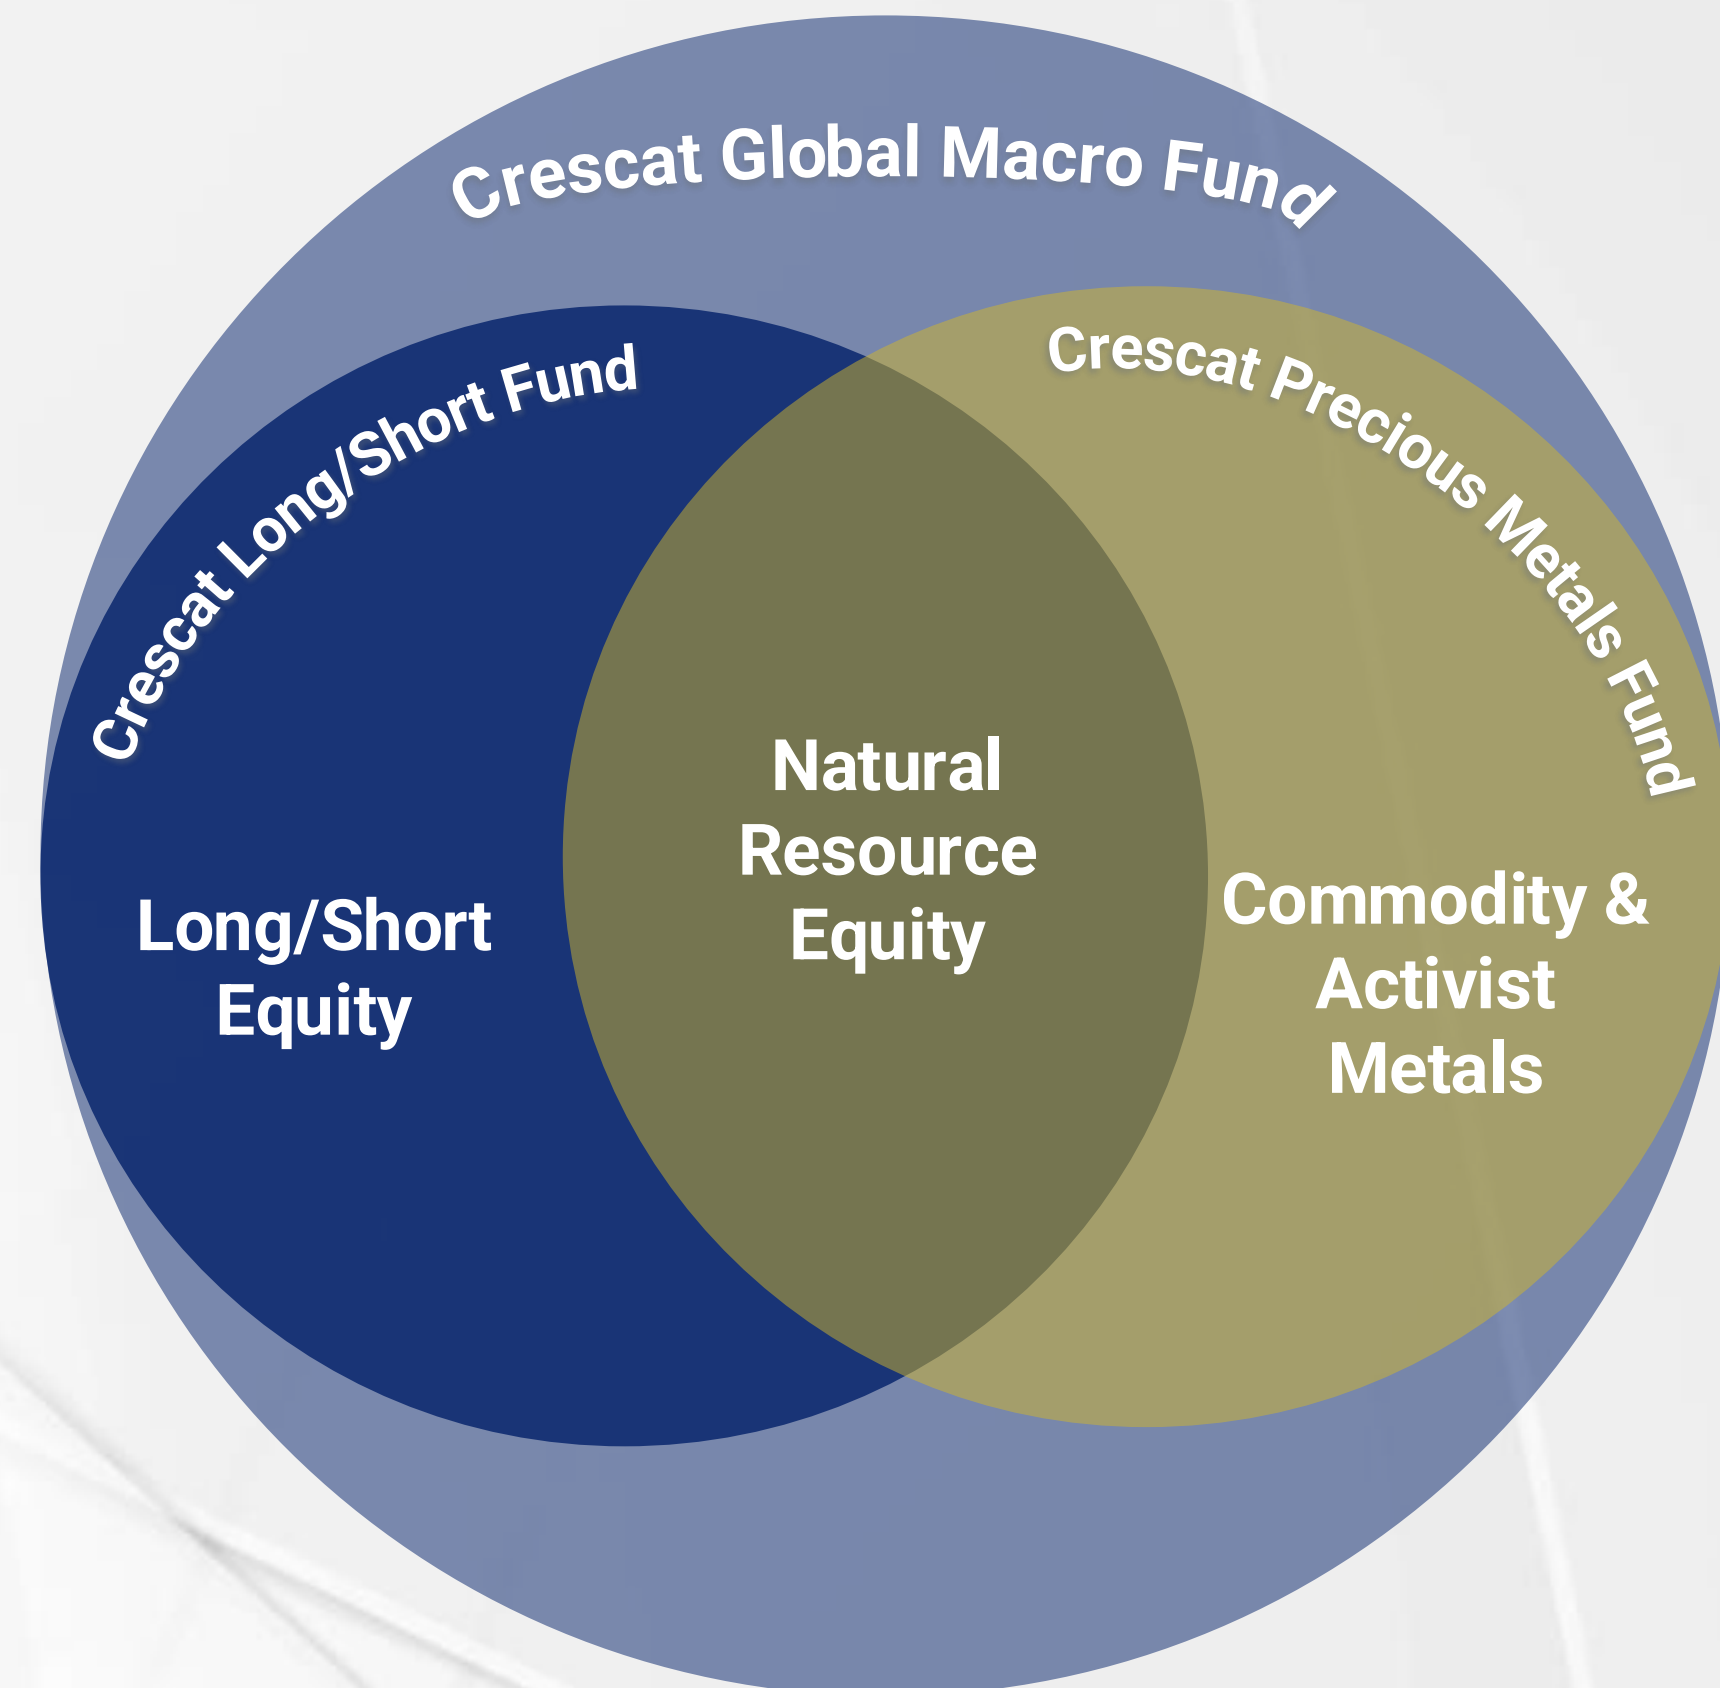 Crescat Global Macro Fund
Crescat Long/Short Fund
Crescat Precious Metals Fund
Long/Short
Equity
Natural
Resource
Equity
Commodity &
Activist
Metals